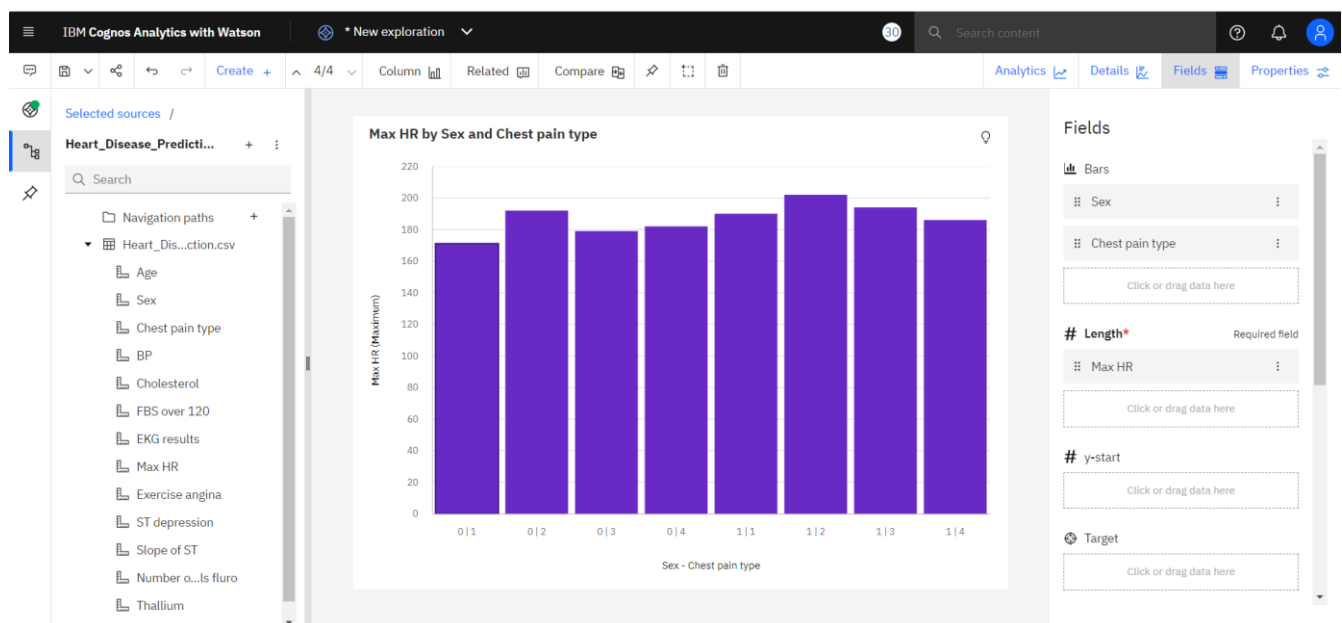 IBM Cognos Analytics with Watson
* New exploration
30
Search content
Create +
4/4
Column
Related
Compare
Analytics
Details
Fields
Properties
Selected sources /
Heart_Disease_Predicti...
Search
Navigation paths
Heart_Dis...ction.csv
Age
Sex
Chest pain type
BP
Cholesterol
FBS over 120
EKG results
Max HR
Exercise angina
ST depression
Slope of ST
Number o...ls fluro
Thallium
Max HR by Sex and Chest pain type
Max HR (Maximum)
220
200
180
160
140
120
100
80
60
40
20
0
0|1 0|2 0|3 0|4 1|1 1|2 1|3 1|4
Sex - Chest pain type
Fields
Bars
Sex
Chest pain type
Click or drag data here
# Length* Required field
Max HR
Click or drag data here
# y-start
Click or drag data here
Target
Click or drag data here